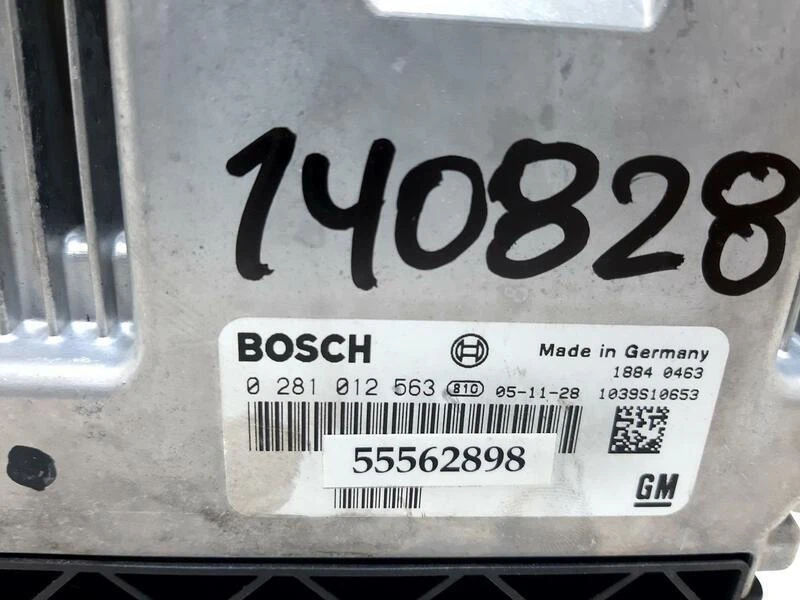 140828
BOSCH
Made in Germany
1884 0463
0 281 012 563 810 05-11-28 1039S10653
55562898
GM